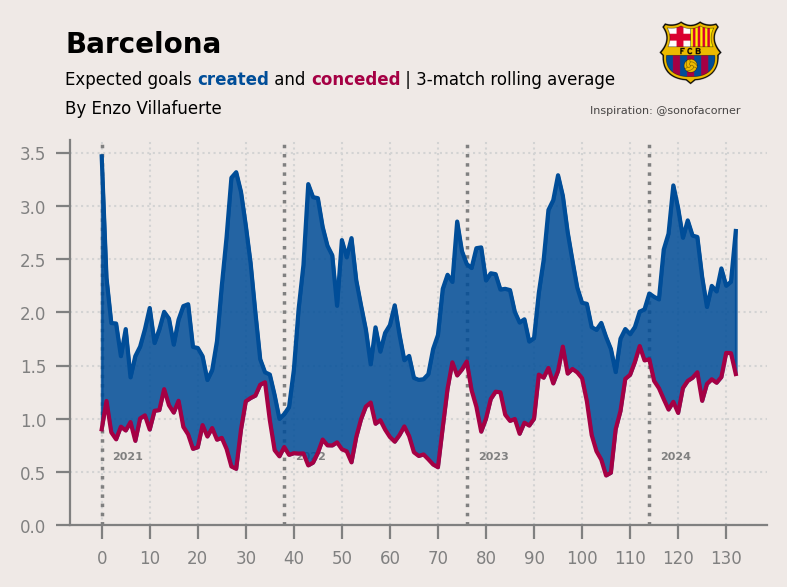 Barcelona
Expected goals created and conceded | 3-match rolling average
By Enzo Villafuerte
FCB
Inspiration: @sonofacorner
3.5
3.0
2.5
2.0
1.5
1.0
0.5
0.0
2021
2022
2023
2024
0 10 20 30 40 50 60 70 80 90 100 110 120 130